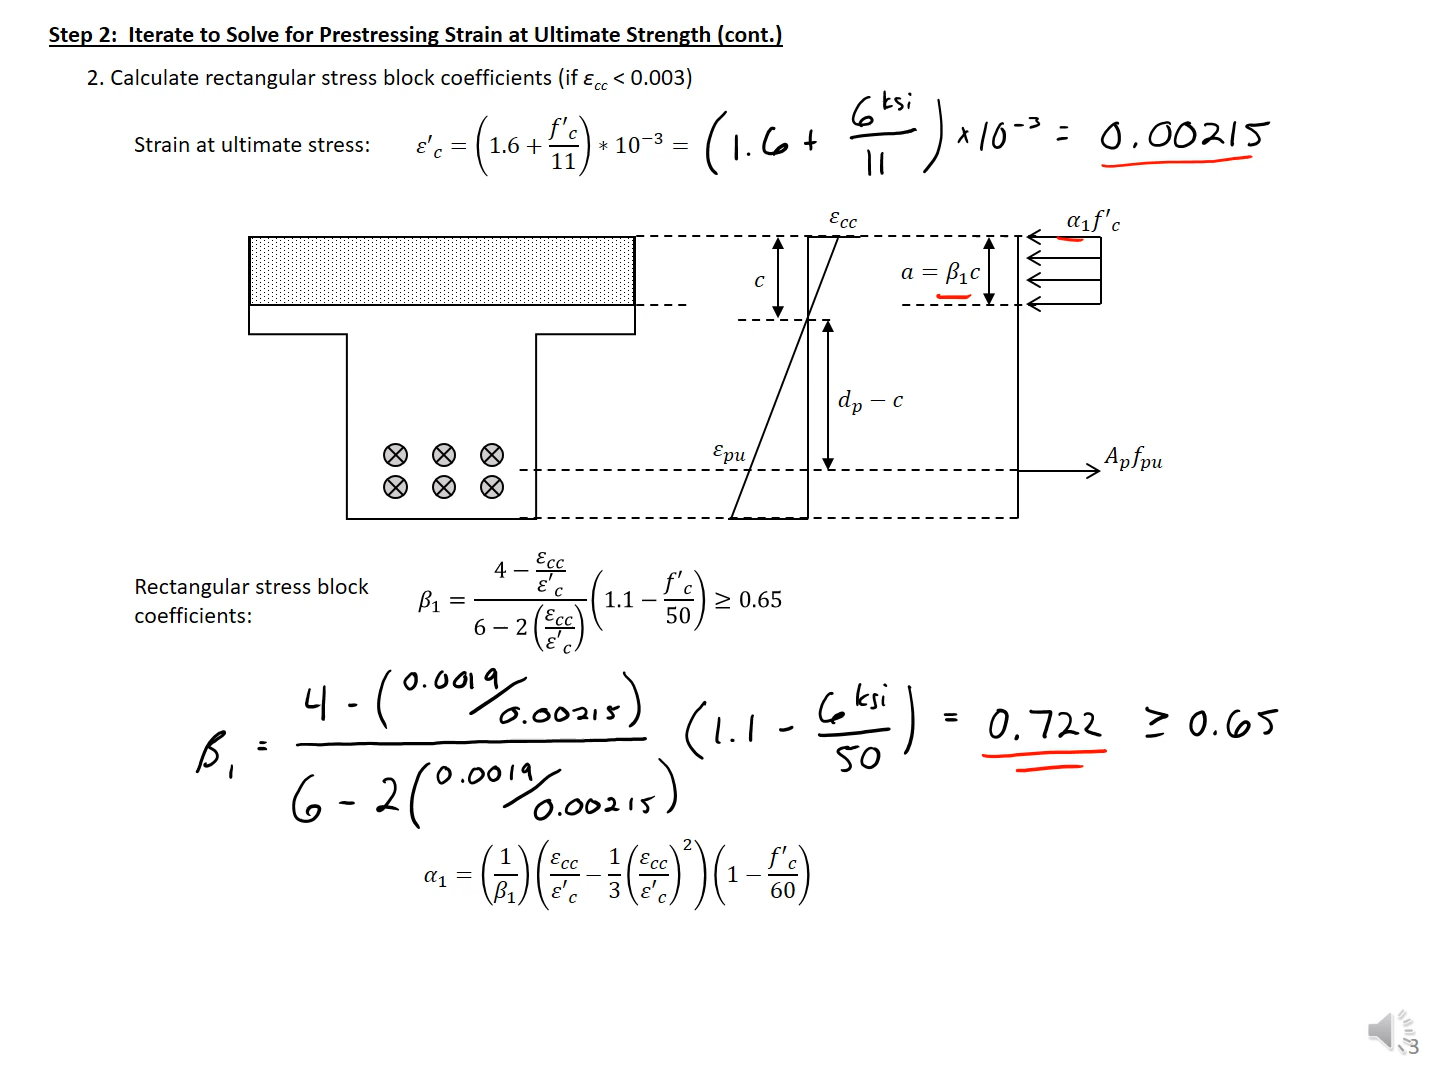 Step 2:  Iterate to Solve for Prestressing Strain at Ultimate Strength (cont.)
2. Calculate rectangular stress block coefficients (if ε_cc < 0.003)
Strain at ultimate stress: ε'_c = (1.6 + f'_c/11) * 10^−3 = (1.6 + 6 ksi/11) × 10^-3 = 0.00215
ε_cc
α_1 f'_c
c
a = β_1 c
d_p − c
ε_pu
A_p f_pu
Rectangular stress block
coefficients:
β_1 = (4 − ε_cc/ε'_c)/(6 − 2(ε_cc/ε'_c)) (1.1 − f'_c/50) ≥ 0.65
β_1 = (4 - (0.0019/0.00215))/(6 - 2(0.0019/0.00215)) (1.1 - 6 ksi/50) = 0.722 ≥ 0.65
α_1 = (1/β_1)(ε_cc/ε'_c − 1/3(ε_cc/ε'_c)^2)(1 − f'_c/60)
3